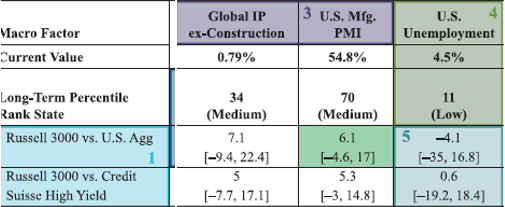 Global IP 3 U.S. Mfg. U.S. 4
Macro Factor ex-Construction PMI Unemployment
Current Value 0.79% 54.8% 4.5%
Long-Term Percentile 34 70 11
Rank State (Medium) (Medium) (Low)
Russell 3000 vs. U.S. Agg 7.1 6.1 5 –4.1
1 [–9.4, 22.4] [–4.6, 17] [–35, 16.8]
Russell 3000 vs. Credit 5 5.3 0.6
Suisse High Yield [–7.7, 17.1] [–3, 14.8] [–19.2, 18.4]